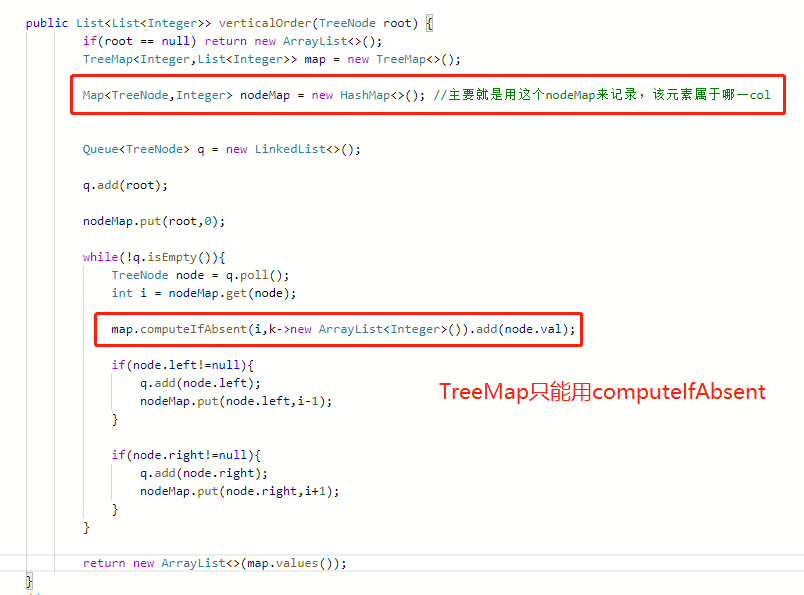 public List<List<Integer>> verticalOrder(TreeNode root) {
if(root == null) return new ArrayList<>();
TreeMap<Integer,List<Integer>> map = new TreeMap<>();
Map<TreeNode,Integer> nodeMap = new HashMap<>(); //主要就是用这个nodeMap来记录，该元素属于哪一col
Queue<TreeNode> q = new LinkedList<>();
q.add(root);
nodeMap.put(root,0);
while(!q.isEmpty()){
TreeNode node = q.poll();
int i = nodeMap.get(node);
map.computeIfAbsent(i,k->new ArrayList<Integer>()).add(node.val);
if(node.left!=null){
q.add(node.left);
TreeMap只能用computeIfAbsent
nodeMap.put(node.left,i-1);
}
if(node.right!=null){
q.add(node.right);
nodeMap.put(node.right,i+1);
}
}
return new ArrayList<>(map.values());
}